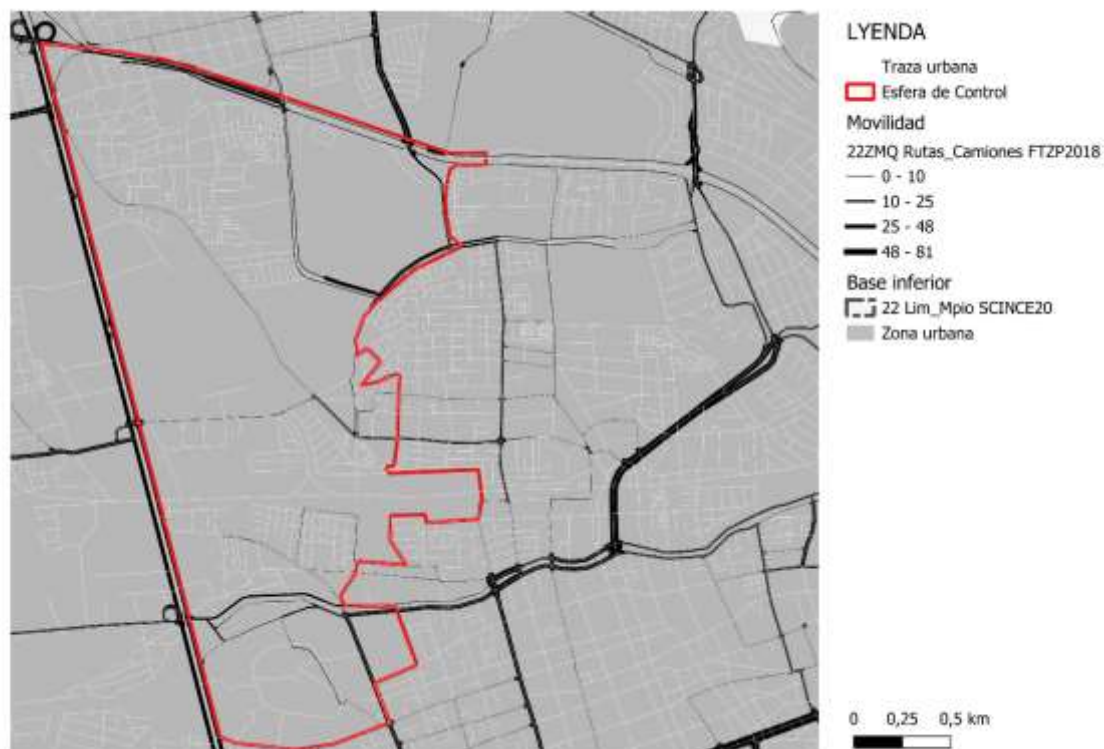 LYENDA
Traza urbana
Esfera de Control
Movilidad
22ZMQ Rutas_Camiones FTZP2018
0 - 10
10 - 25
25 - 48
48 - 81
Base inferior
22 Lim_Mpio SCINCE20
Zona urbana
0 0,25 0,5 km